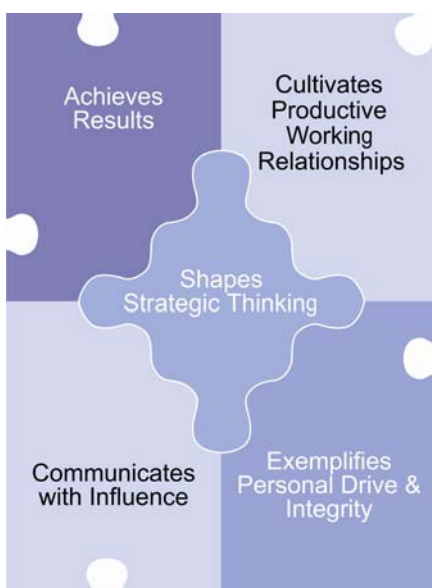 Achieves
Results
Cultivates
Productive
Working
Relationships
Shapes
Strategic Thinking
Communicates
with Influence
Exemplifies
Personal Drive &
Integrity